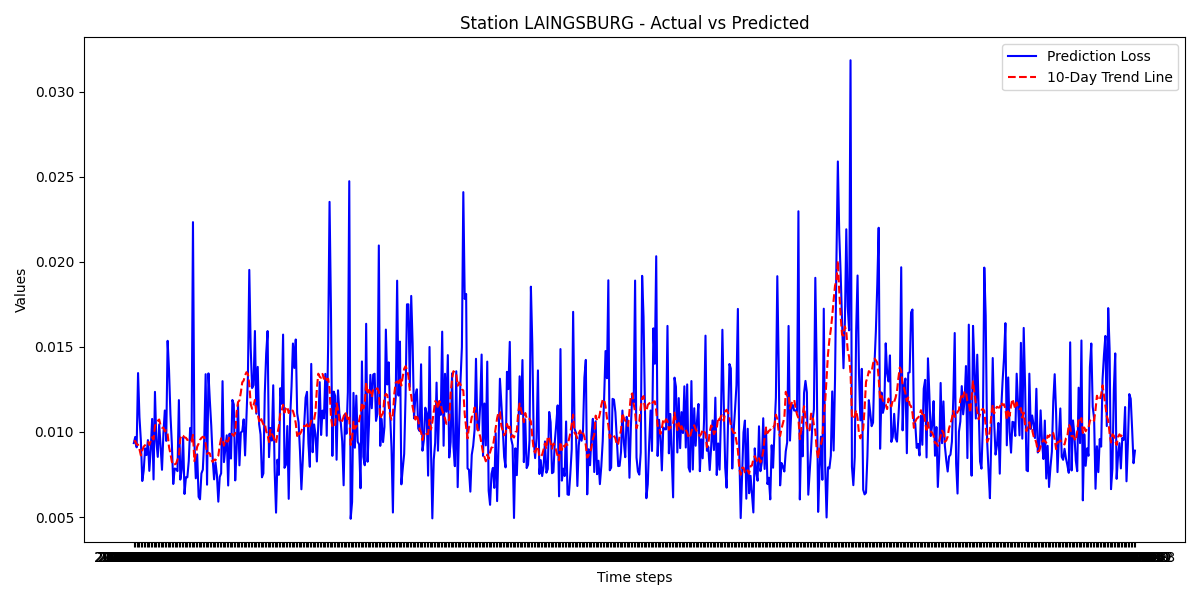 Station LAINGSBURG - Actual vs Predicted
Prediction Loss
10-Day Trend Line
Values
0.030
0.025
0.020
0.015
0.010
0.005
Time steps